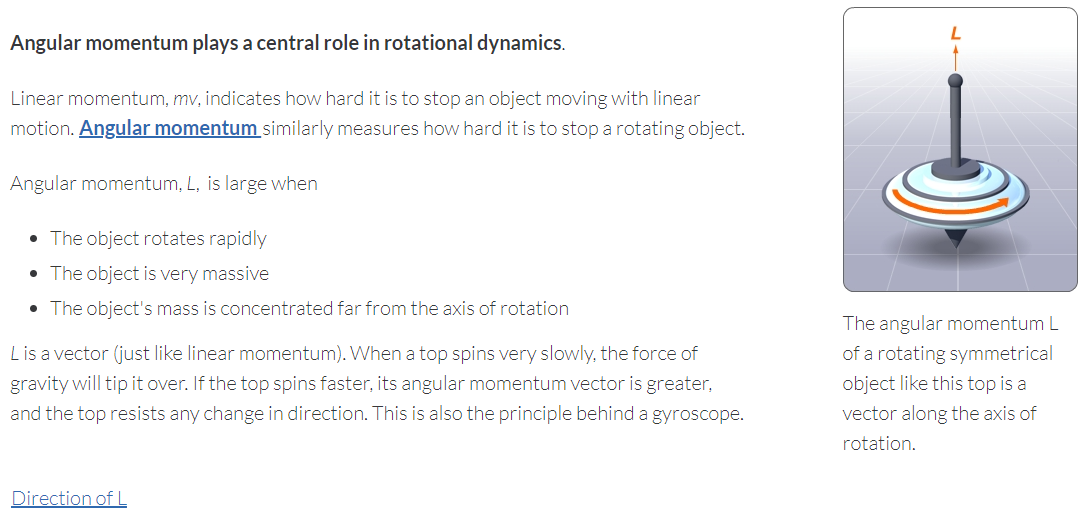 Angular momentum plays a central role in rotational dynamics.
Linear momentum, mv, indicates how hard it is to stop an object moving with linear
motion. Angular momentum similarly measures how hard it is to stop a rotating object.
Angular momentum, L, is large when
• The object rotates rapidly
• The object is very massive
• The object's mass is concentrated far from the axis of rotation
L is a vector (just like linear momentum). When a top spins very slowly, the force of
gravity will tip it over. If the top spins faster, its angular momentum vector is greater,
and the top resists any change in direction. This is also the principle behind a gyroscope.
Direction of L
L
The angular momentum L
of a rotating symmetrical
object like this top is a
vector along the axis of
rotation.